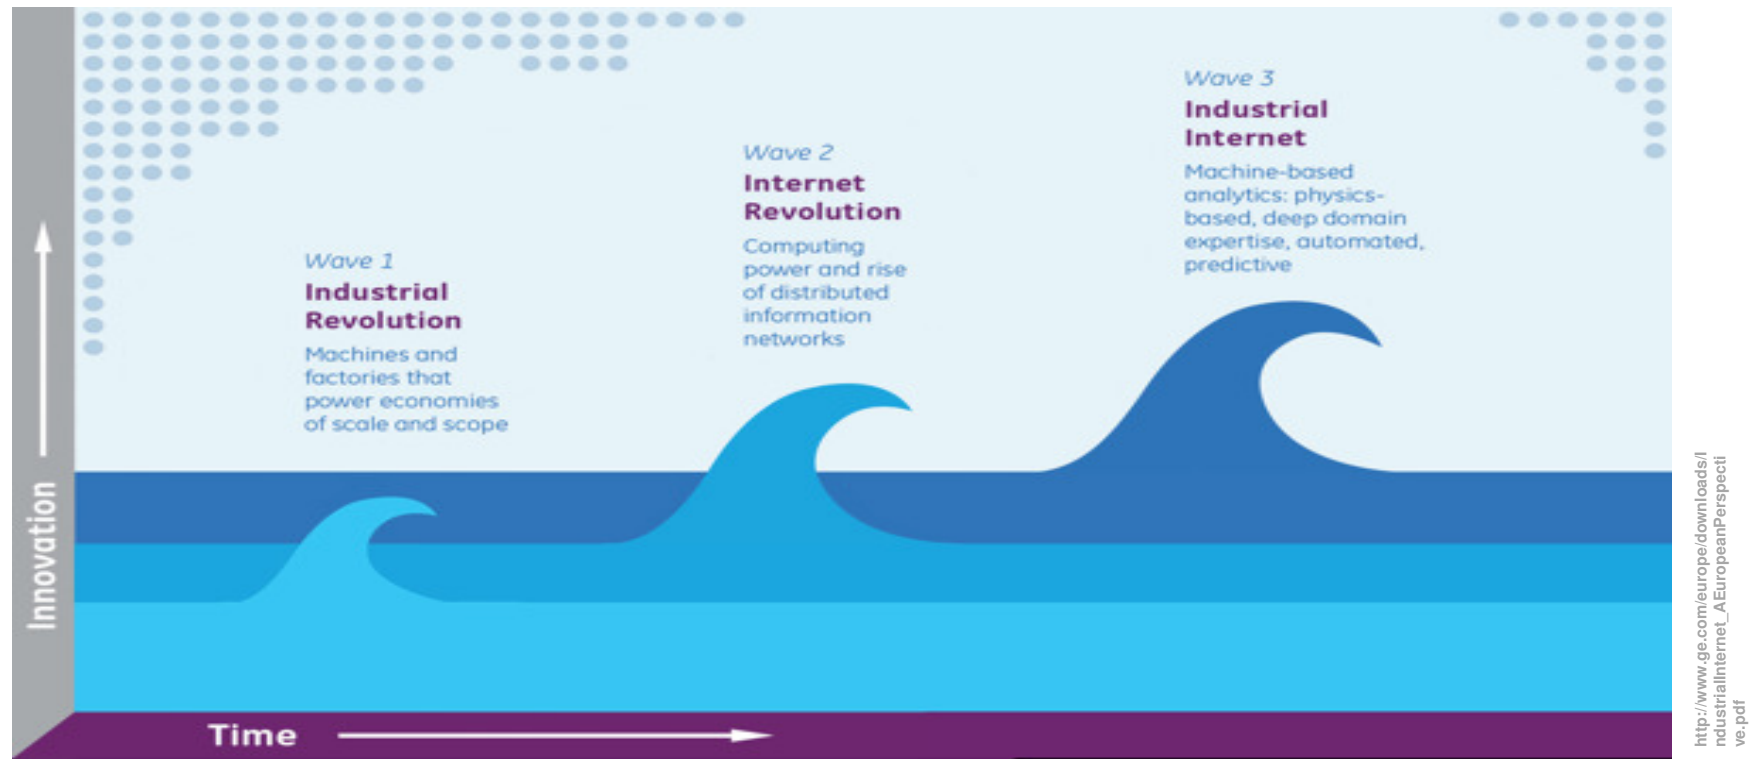 Wave 1
Industrial
Revolution
Machines and
factories that
power economies
of scale and scope
Wave 2
Internet
Revolution
Computing
power and rise
of distributed
information
networks
Wave 3
Industrial
Internet
Machine-based
analytics: physics-
based, deep domain
expertise, automated,
predictive
Innovation
Time
http://www.ge.com/europe/downloads/I
ndustrialInternet_AEuropeanPerspecti
ve.pdf